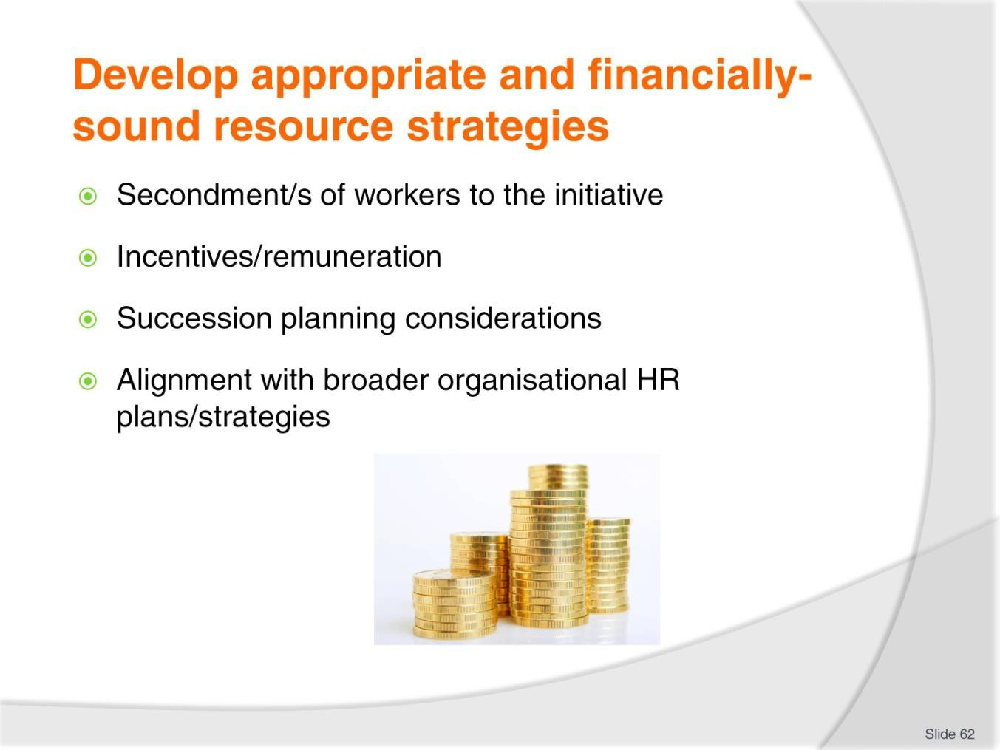 Develop appropriate and financially-
sound resource strategies
Secondment/s of workers to the initiative
Incentives/remuneration
Succession planning considerations
Alignment with broader organisational HR
plans/strategies
Slide 62